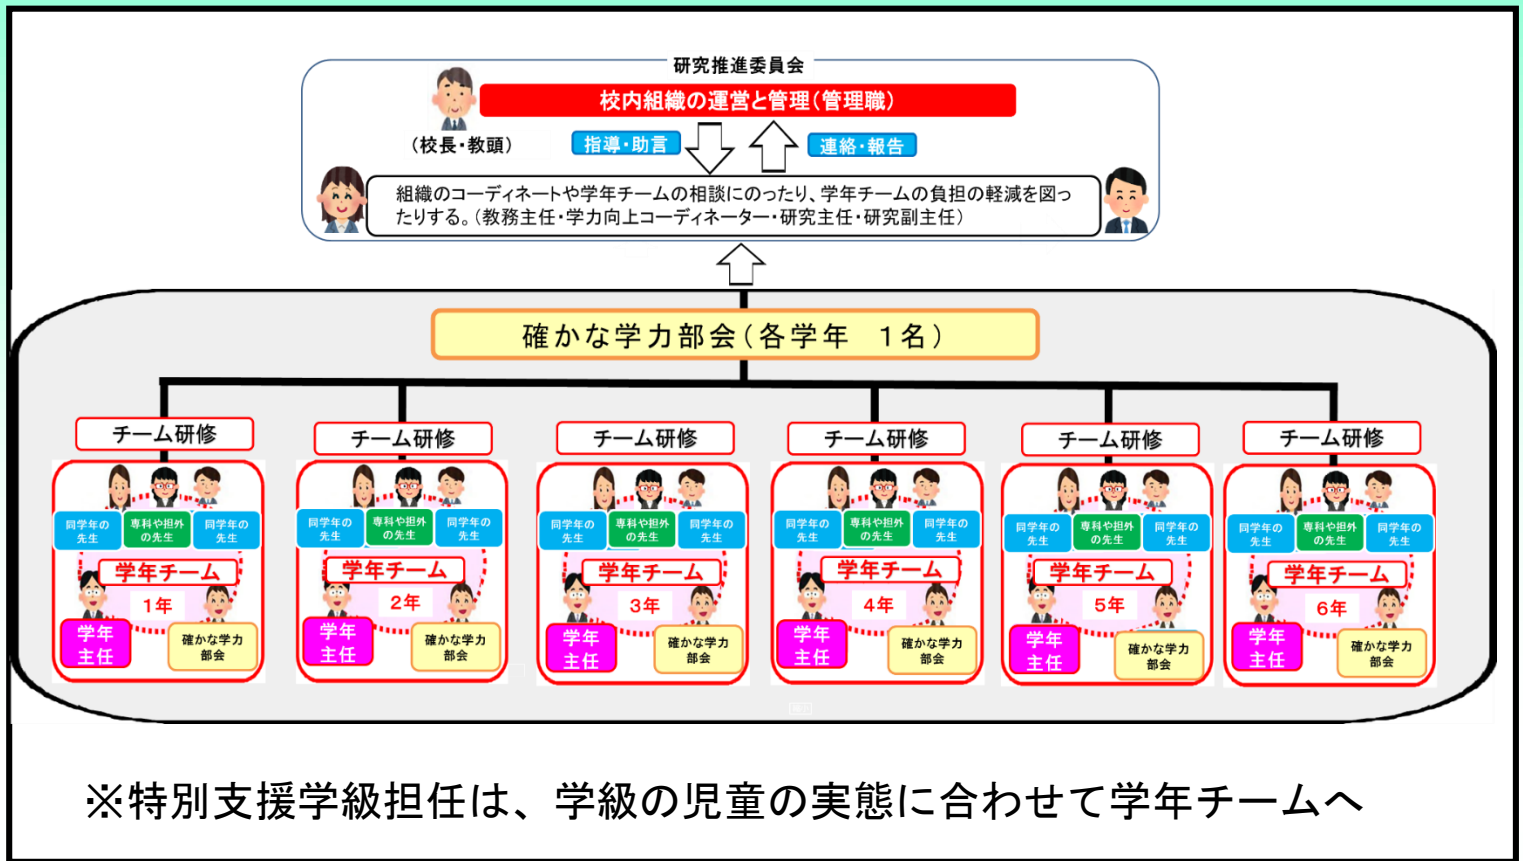 研究推進委員会
校内組織の運営と管理(管理職)
(校長・教頭)
指導・助言
連絡・報告
組織のコーディネートや学年チームの相談にのったり、学年チームの負担の軽減を図っ
たりする。(教務主任・学力向上コーディネーター・研究主任・研究副主任)
確かな学力部会(各学年　1名)
チーム研修
チーム研修
チーム研修
チーム研修
チーム研修
チーム研修
同学年の
先生
専科や担外
の先生
同学年の
先生
学年チーム
1年
学年
主任
確かな学力
部会
同学年の
先生
専科や担外
の先生
同学年の
先生
学年チーム
2年
学年
主任
確かな学力
部会
同学年の
先生
専科や担外
の先生
同学年の
先生
学年チーム
3年
学年
主任
確かな学力
部会
同学年の
先生
専科や担外
の先生
同学年の
先生
学年チーム
4年
学年
主任
確かな学力
部会
同学年の
先生
専科や担外
の先生
同学年の
先生
学年チーム
5年
学年
主任
確かな学力
部会
同学年の
先生
専科や担外
の先生
同学年の
先生
学年チーム
6年
学年
主任
確かな学力
部会
※特別支援学級担任は、学級の児童の実態に合わせて学年チームへ